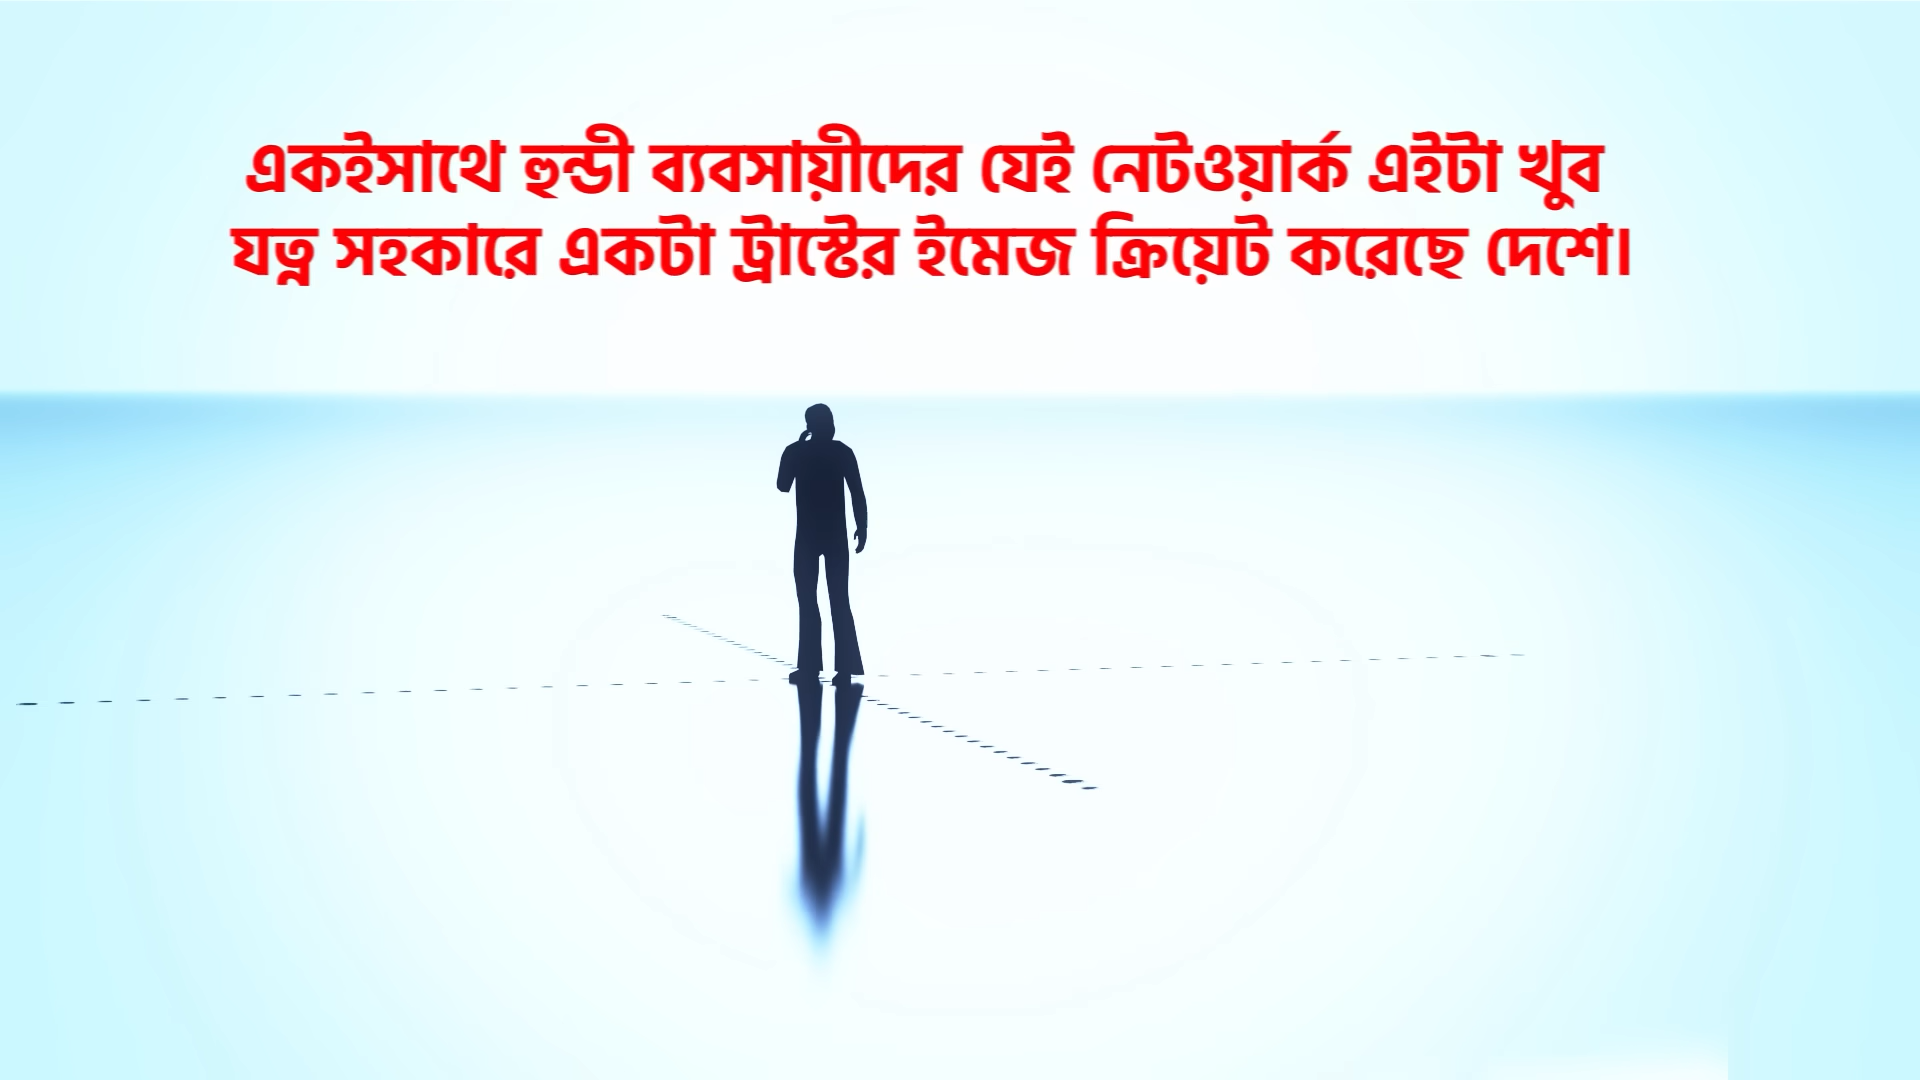 একইসাথে হুন্ডী ব্যবসায়ীদের যেই নেটওয়ার্ক এইটা খুব
যত্ন সহকারে একটা ট্রাস্টের ইমেজ ক্রিয়েট করেছে দেশে।